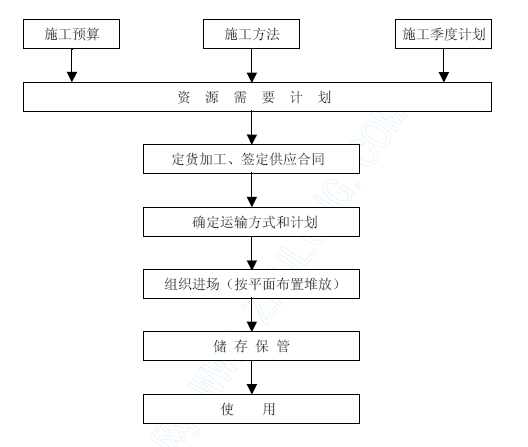 施工预算
施工方法
施工季度计划
资 源 需 要 计 划
定货加工、签定供应合同
确定运输方式和计划
组织进场（按平面布置堆放）
储 存 保 管
使 用